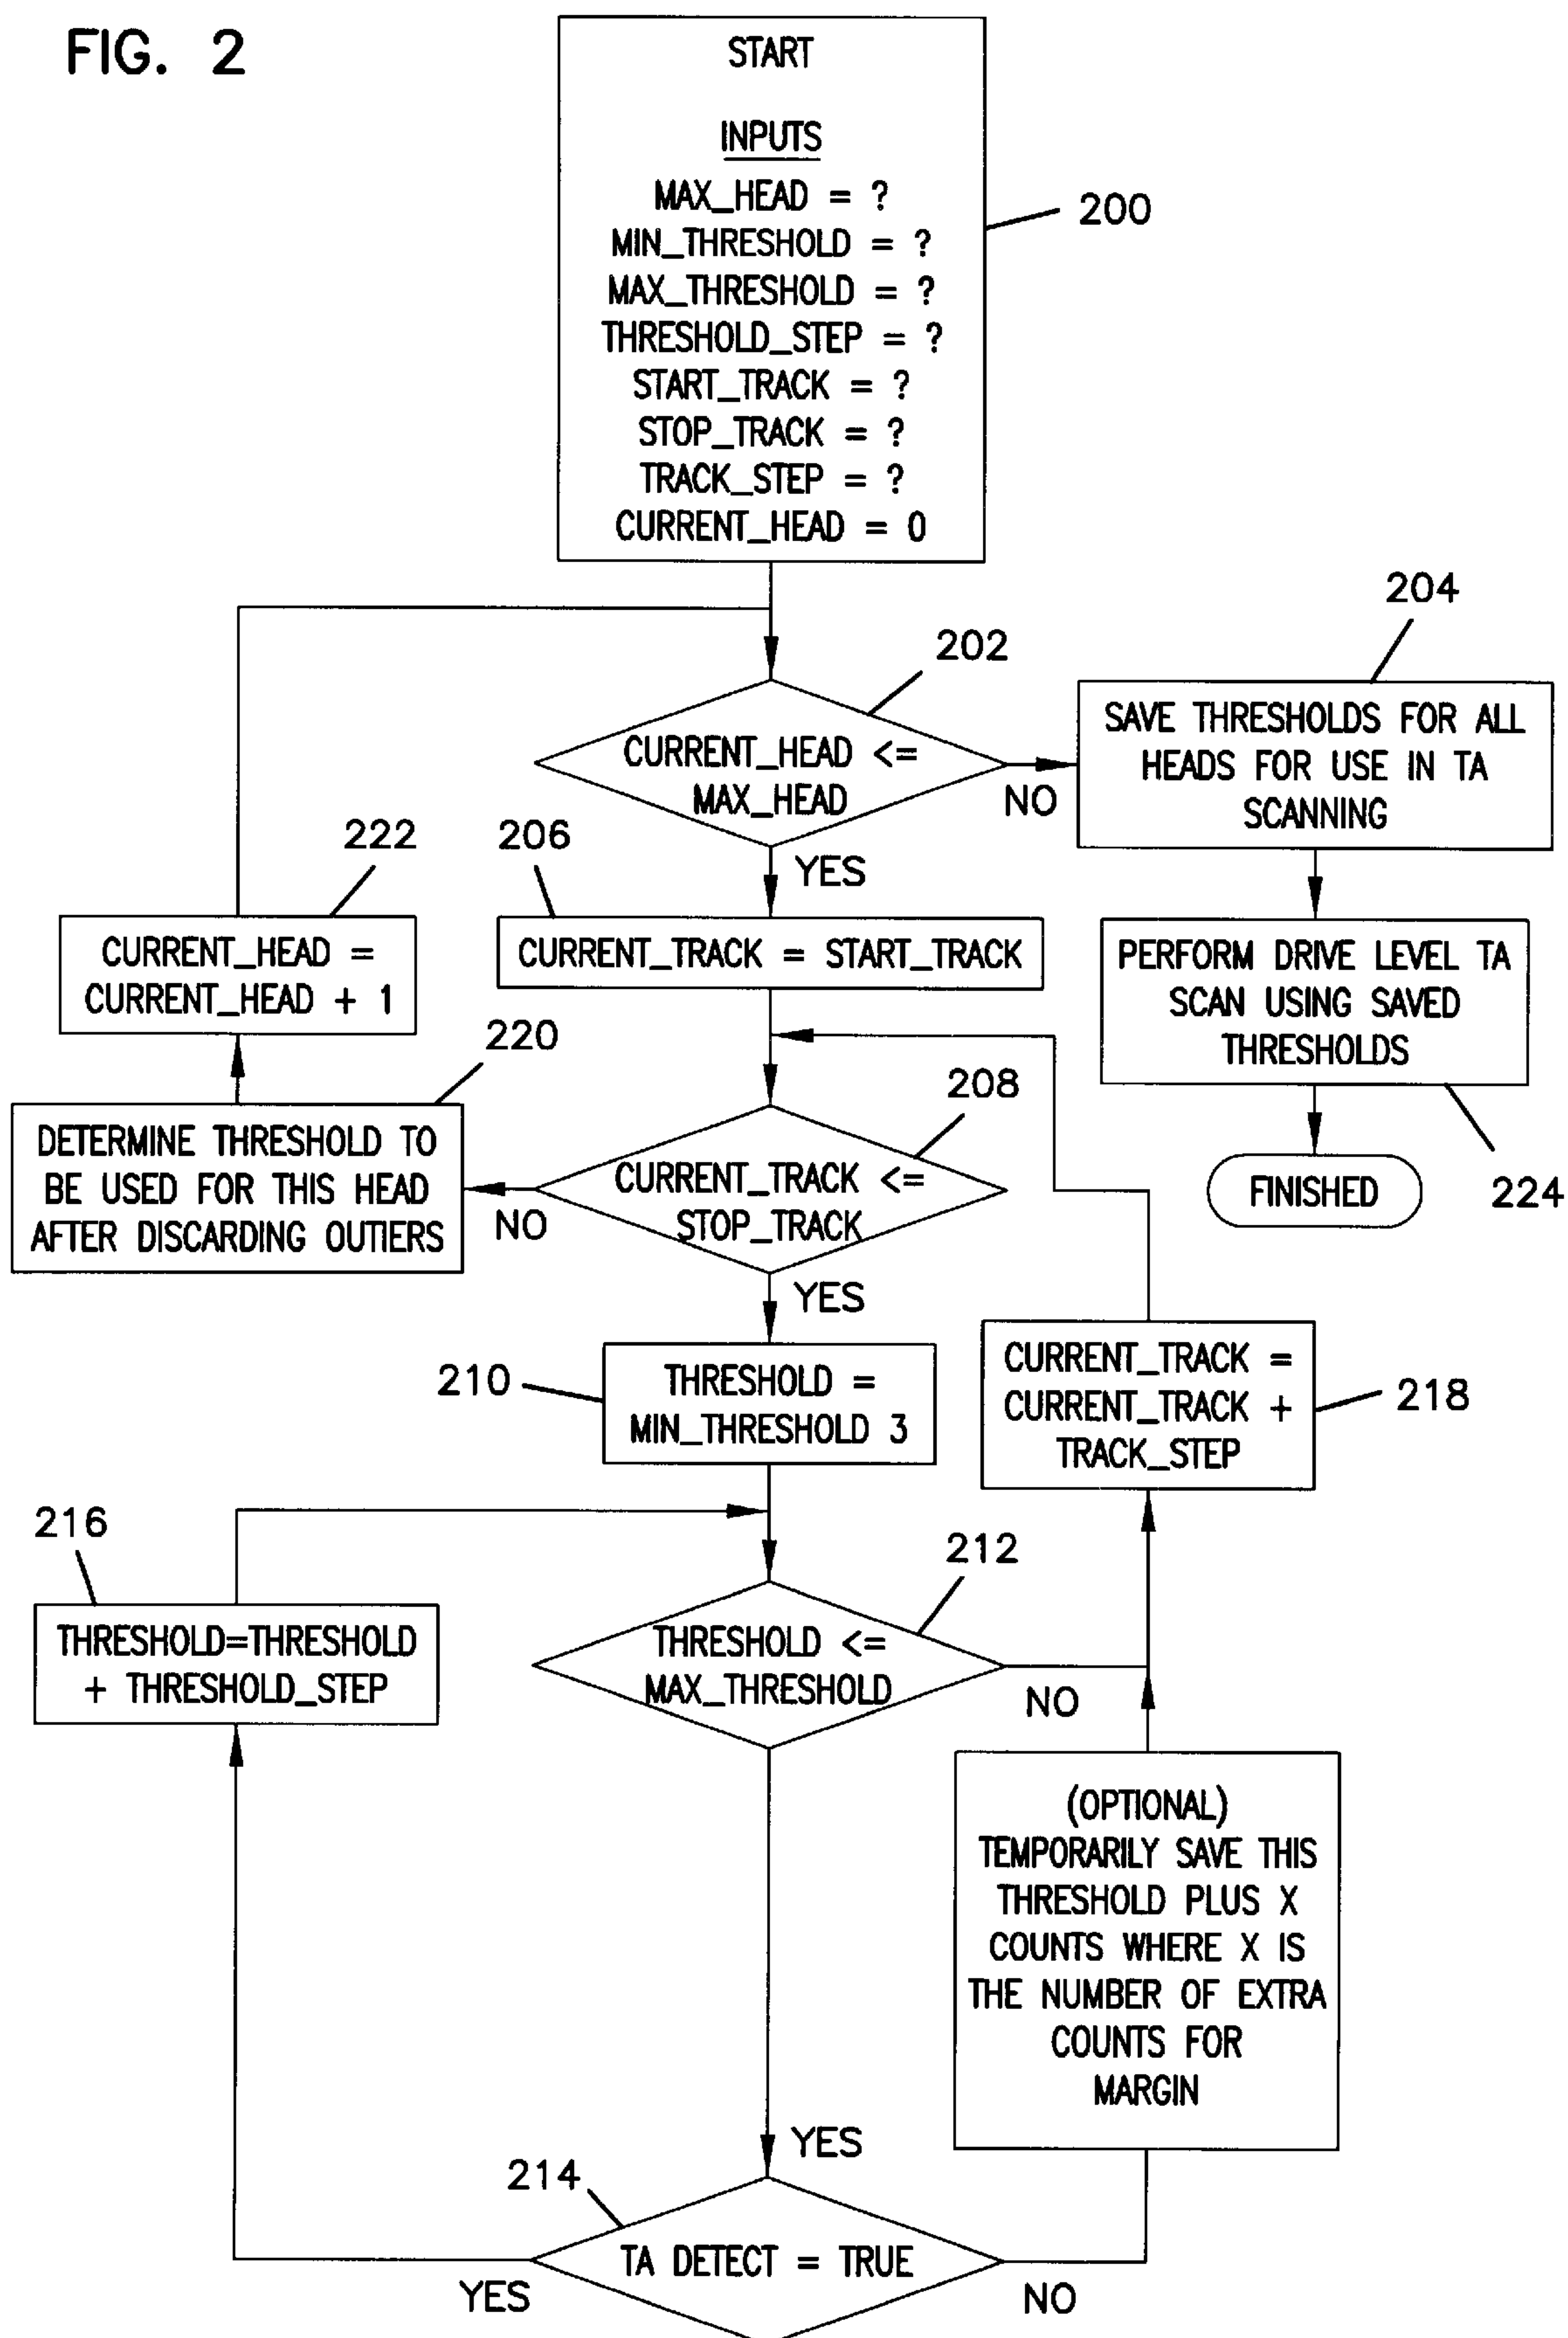 FIG. 2
START
INPUTS
MAX_HEAD = ?
MIN_THRESHOLD = ?
MAX_THRESHOLD = ?
THRESHOLD_STEP = ?
START_TRACK = ?
STOP_TRACK = ?
TRACK_STEP = ?
CURRENT_HEAD = 0
200
202
CURRENT_HEAD <=
MAX_HEAD
NO
YES
204
SAVE THRESHOLDS FOR ALL
HEADS FOR USE IN TA
SCANNING
222
CURRENT_HEAD =
CURRENT_HEAD + 1
206
CURRENT_TRACK = START_TRACK
PERFORM DRIVE LEVEL TA
SCAN USING SAVED
THRESHOLDS
224
FINISHED
220
DETERMINE THRESHOLD TO
BE USED FOR THIS HEAD
AFTER DISCARDING OUTIERS
208
CURRENT_TRACK <=
STOP_TRACK
NO
YES
210
THRESHOLD =
MIN_THRESHOLD 3
CURRENT_TRACK =
CURRENT_TRACK +
TRACK_STEP
218
216
THRESHOLD=THRESHOLD
+ THRESHOLD_STEP
212
THRESHOLD <=
MAX_THRESHOLD
NO
YES
(OPTIONAL)
TEMPORARILY SAVE THIS
THRESHOLD PLUS X
COUNTS WHERE X IS
THE NUMBER OF EXTRA
COUNTS FOR
MARGIN
214
TA DETECT = TRUE
YES
NO